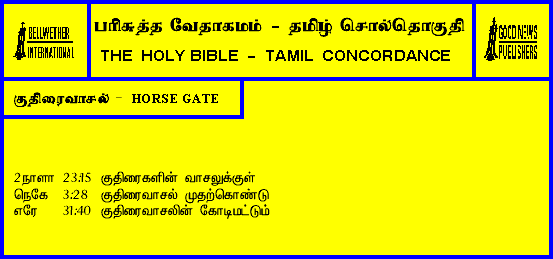 BELLWETHER
INTERNATIONAL
பரிசுத்த வேதாகமம் - தமிழ் சொல்தொகுதி
THE HOLY BIBLE - TAMIL CONCORDANCE
GOOD NEWS
PUBLISHERS
குதிரைவாசல் - HORSE GATE
2நாளா 23:15 குதிரைகளின் வாசலுக்குள்
நெகே 3:28 குதிரைவாசல் முதற்கொண்டு
எரே 31:40 குதிரைவாசலின் கோடிமட்டும்